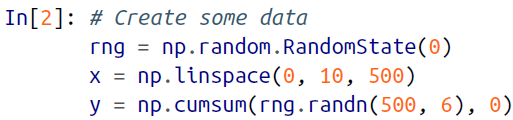 In[2]: # Create some data
rng = np.random.RandomState(0)
x = np.linspace(0, 10, 500)
y = np.cumsum(rng.randn(500, 6), 0)